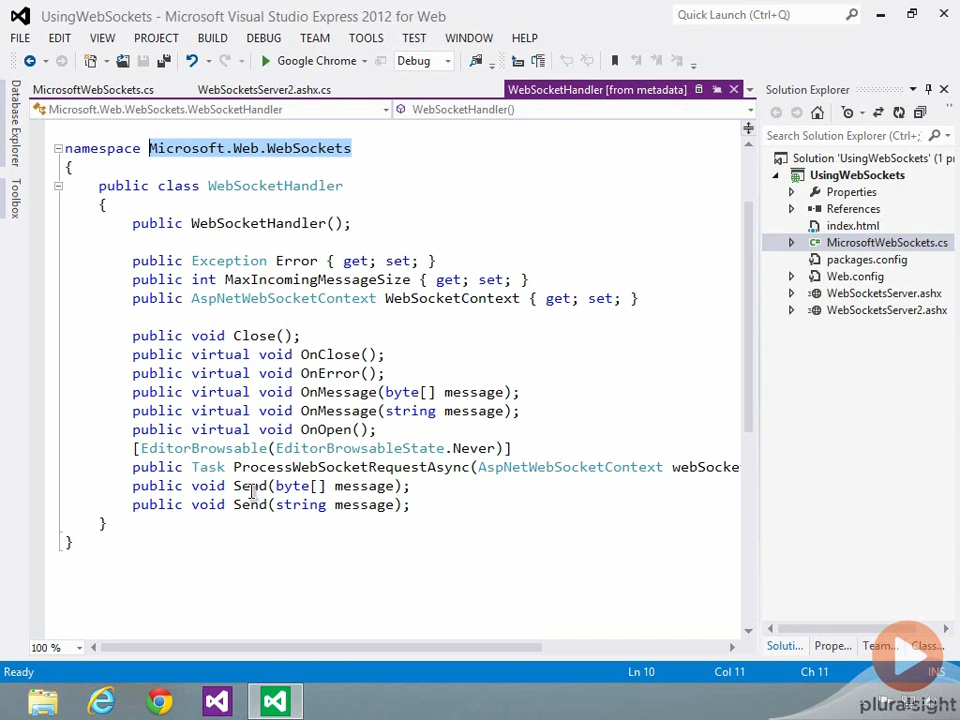 UsingWebSockets - Microsoft Visual Studio Express 2012 for Web
Quick Launch (Ctrl+Q)
FILE EDIT VIEW PROJECT BUILD DEBUG TEAM TOOLS TEST WINDOW HELP
Google Chrome
Debug
Database Explorer
Toolbox
MicrosoftWebSockets.cs
WebSocketsServer2.ashx.cs
WebSocketHandler [from metadata]
Microsoft.Web.WebSockets.WebSocketHandler
WebSocketHandler()
namespace Microsoft.Web.WebSockets
{
public class WebSocketHandler
{
public WebSocketHandler();
public Exception Error { get; set; }
public int MaxIncomingMessageSize { get; set; }
public AspNetWebSocketContext WebSocketContext { get; set; }
public void Close();
public virtual void OnClose();
public virtual void OnError();
public virtual void OnMessage(byte[] message);
public virtual void OnMessage(string message);
public virtual void OnOpen();
[EditorBrowsable(EditorBrowsableState.Never)]
public Task ProcessWebSocketRequestAsync(AspNetWebSocketContext webSocke
public void Send(byte[] message);
public void Send(string message);
}
}
100 %
Solution Explorer
Search Solution Explorer (Ctrl+;
Solution 'UsingWebSockets' (1 p
UsingWebSockets
Properties
References
index.html
MicrosoftWebSockets.cs
packages.config
Web.config
WebSocketsServer.ashx
WebSocketsServer2.ashx
Soluti... Prope... Team... Class...
Ready
Ln 10
Col 11
Ch 11
INS
pluralsight